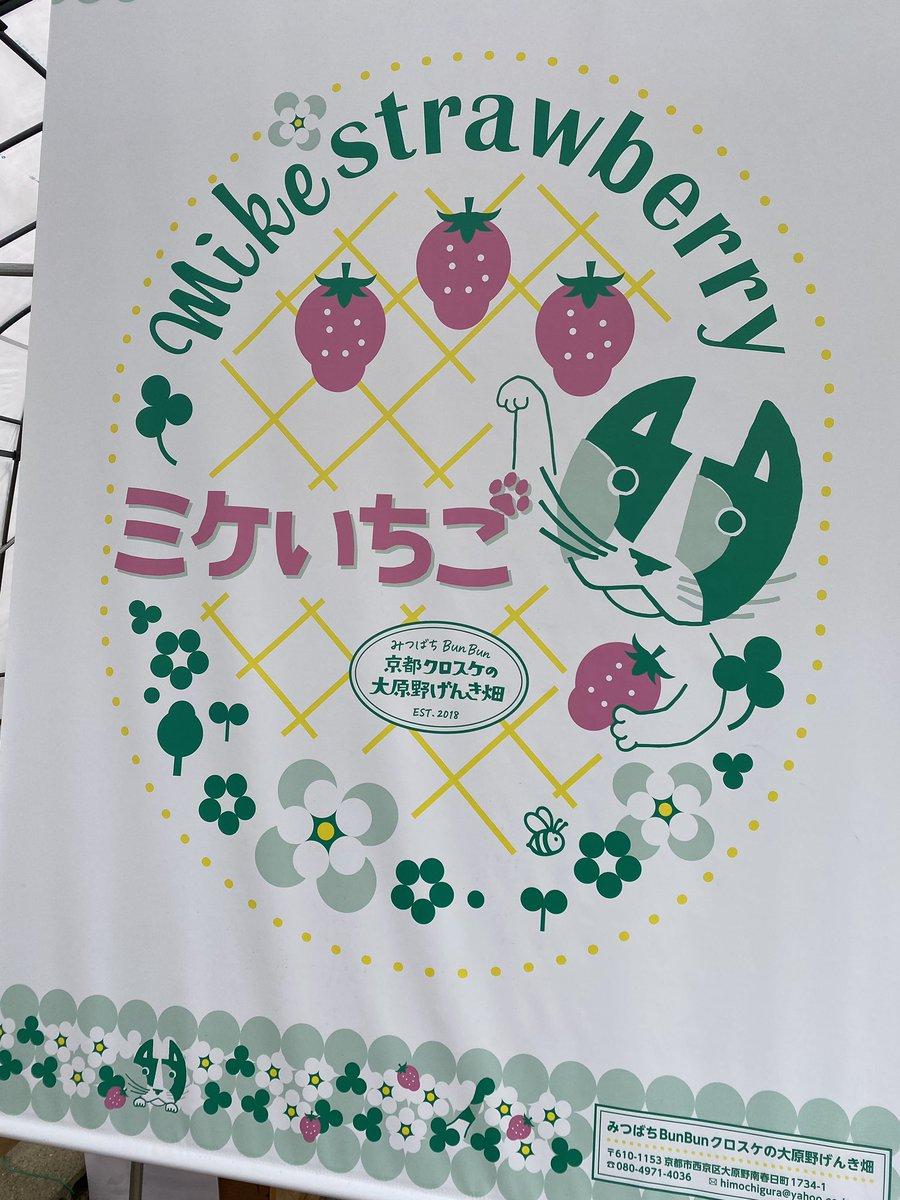 Mike strawberry
ミケいちご
みつばち BunBun
京都クロスケの
大原野げんき畑
EST. 2018
みつばちBunBunクロスケの大原野げんき畑
〒610-1153 京都市西京区大原野南春日町1734-1
☎080-4971-4036 ✉himochigura@yahoo.co